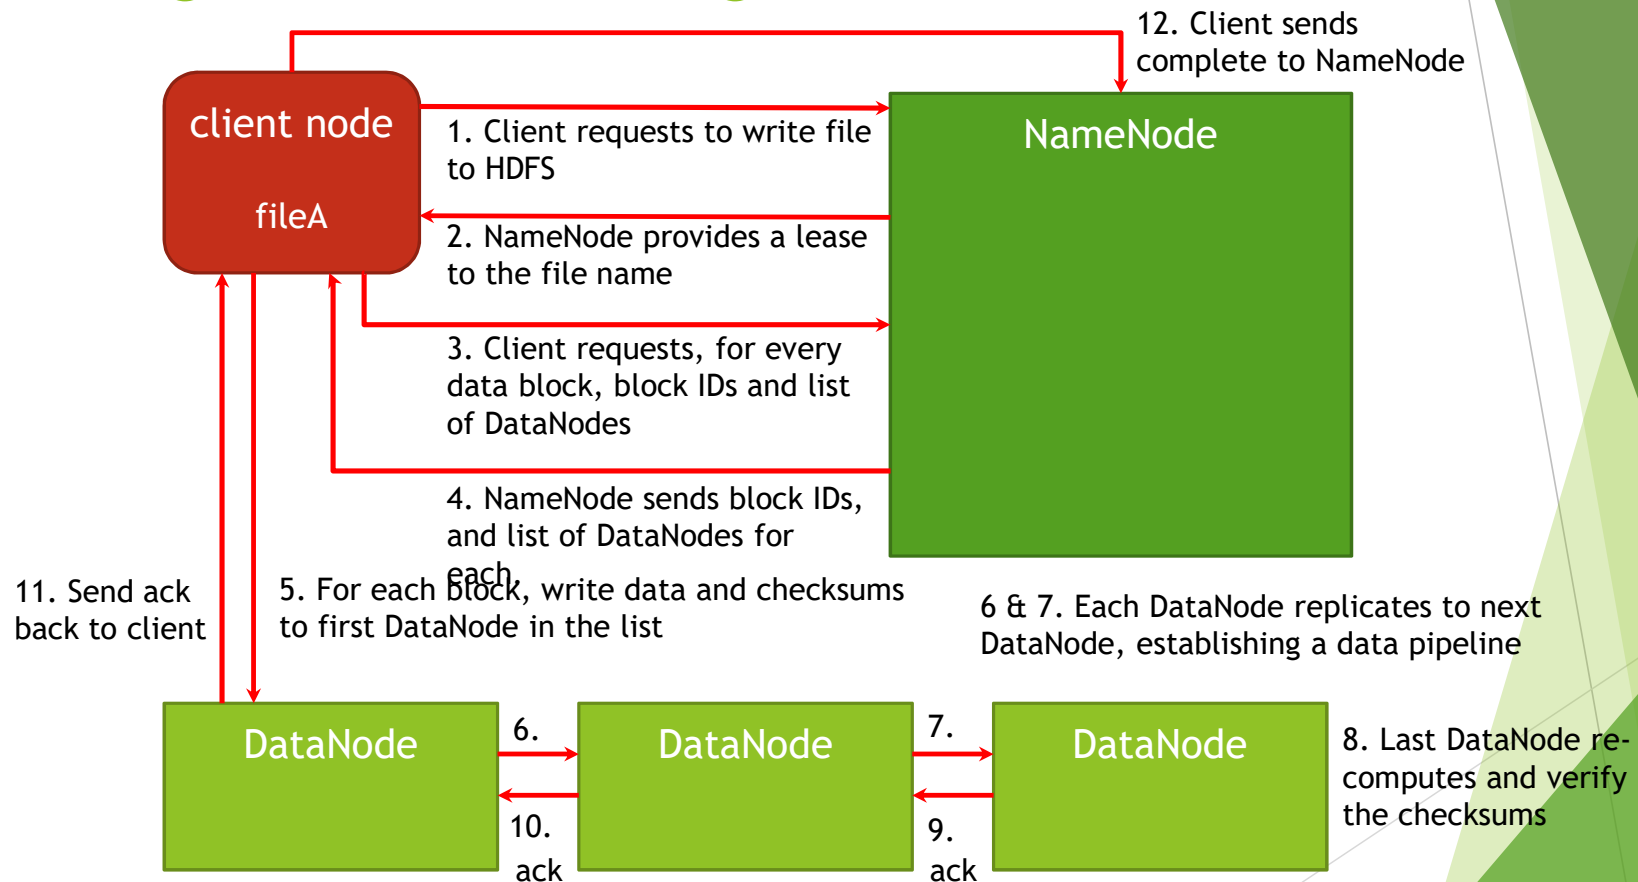 12. Client sends
complete to NameNode
client node
fileA
1. Client requests to write file
to HDFS
NameNode
2. NameNode provides a lease
to the file name
3. Client requests, for every
data block, block IDs and list
of DataNodes
4. NameNode sends block IDs,
and list of DataNodes for
each.
11. Send ack
back to client
5. For each block, write data and checksums
to first DataNode in the list
6 & 7. Each DataNode replicates to next
DataNode, establishing a data pipeline
DataNode
6.
DataNode
7.
DataNode
8. Last DataNode re-
computes and verify
the checksums
10.
ack
9.
ack